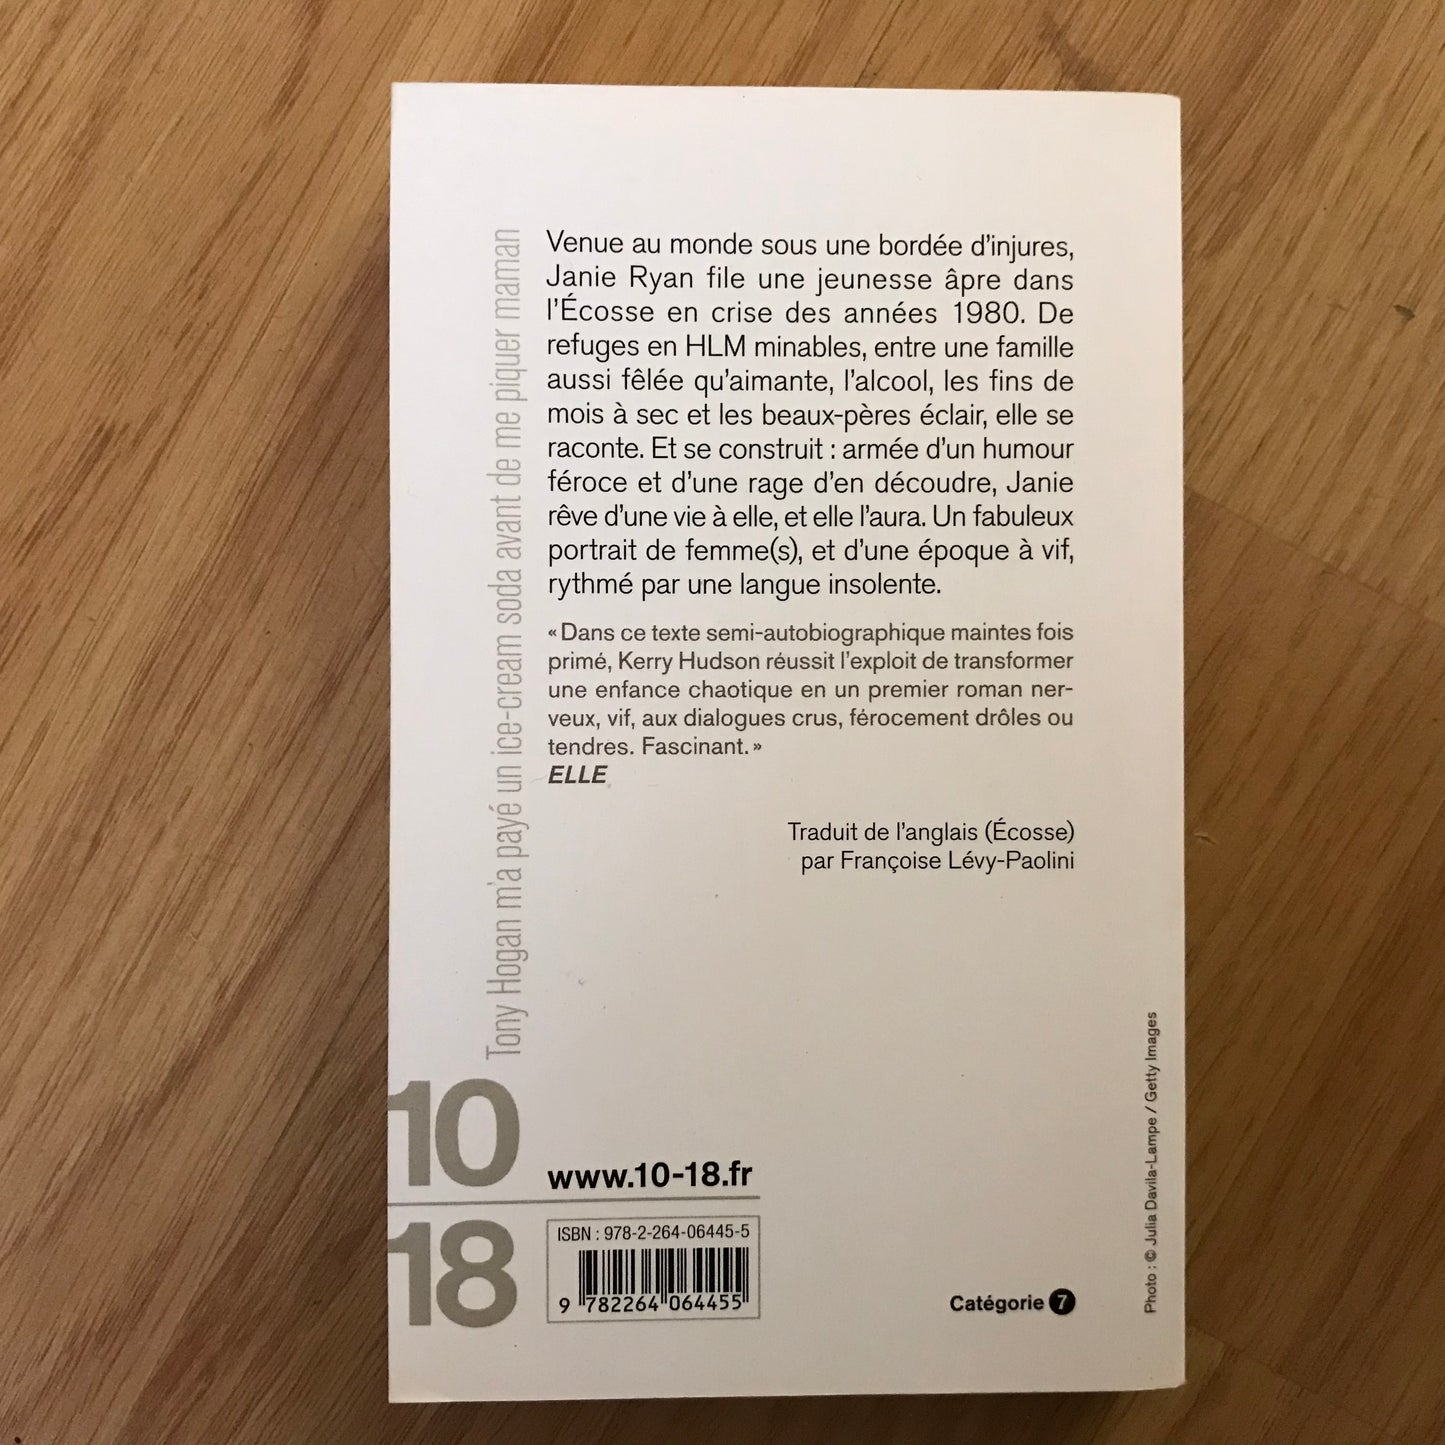 Tony Hogan m'a payé un ice-cream soda avant de me piquer maman
Venue au monde sous une bordée d'injures,
Janie Ryan file une jeunesse âpre dans
l'Écosse en crise des années 1980. De
refuges en HLM minables, entre une famille
aussi fêlée qu'aimante, l'alcool, les fins de
mois à sec et les beaux-pères éclair, elle se
raconte. Et se construit : armée d'un humour
féroce et d'une rage d'en découdre, Janie
rêve d'une vie à elle, et elle l'aura. Un fabuleux
portrait de femme(s), et d'une époque à vif,
rythmé par une langue insolente.
« Dans ce texte semi-autobiographique maintes fois
primé, Kerry Hudson réussit l'exploit de transformer
une enfance chaotique en un premier roman ner-
veux, vif, aux dialogues crus, férocement drôles ou
tendres. Fascinant. »
ELLE
Traduit de l'anglais (Écosse)
par Françoise Lévy-Paolini
10
18
www.10-18.fr
ISBN : 978-2-264-06445-5
9 782264 064455
Catégorie 7
Photo : © Julia Davila-Lampe / Getty Images